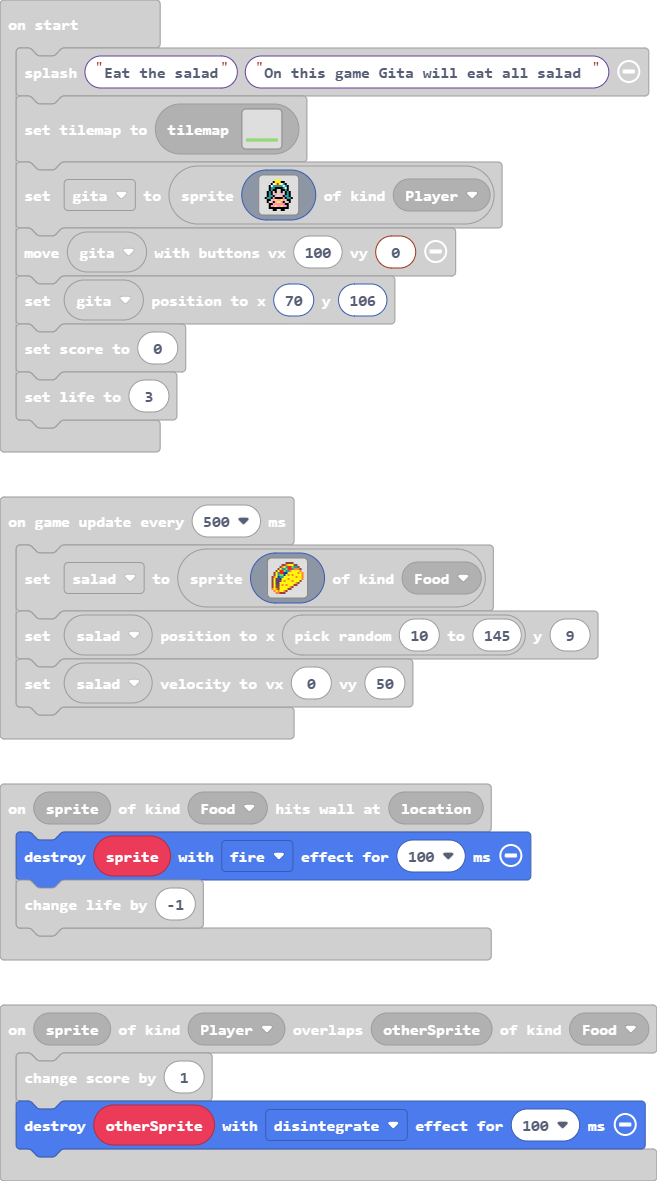 on start
splash "Eat the salad" "On this game Gita will eat all salad "
set tilemap to tilemap
set gita to sprite of kind Player
move gita with buttons vx 100 vy 0
set gita position to x 70 y 106
set score to 0
set life to 3
on game update every 500 ms
set salad to sprite of kind Food
set salad position to x pick random 10 to 145 y 9
set salad velocity to vx 0 vy 50
on sprite of kind Food hits wall at location
destroy sprite with fire effect for 100 ms
change life by -1
on sprite of kind Player overlaps otherSprite of kind Food
change score by 1
destroy otherSprite with disintegrate effect for 100 ms